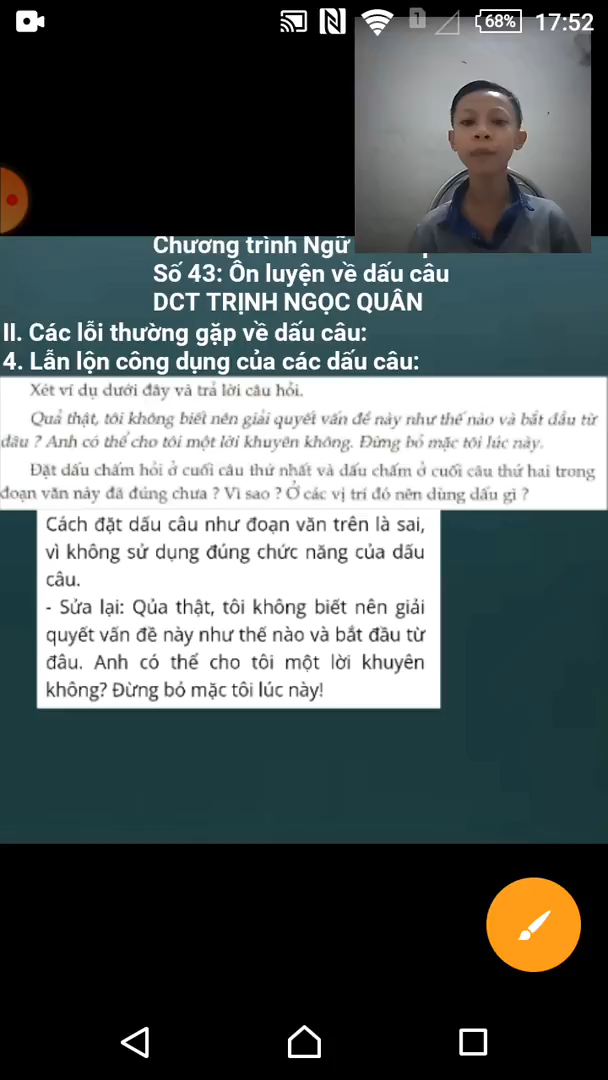 68% 17:52
1
Chương trình Ngữ
Số 43: Ôn luyện về dấu câu
DCT TRỊNH NGỌC QUÂN
II. Các lỗi thường gặp về dấu câu:
4. Lẫn lộn công dụng của các dấu câu:
Xét ví dụ dưới đây và trả lời câu hỏi.
Quả thật, tôi không biết nên giải quyết vấn đề này như thế nào và bắt đầu từ
đâu ? Anh có thể cho tôi một lời khuyên không. Đừng bỏ mặc tôi lúc này.
Đặt dấu chấm hỏi ở cuối câu thứ nhất và dấu chấm ở cuối câu thứ hai trong
đoạn văn này đã đúng chưa ? Vì sao ? Ở các vị trí đó nên dùng dấu gì ?
Cách đặt dấu câu như đoạn văn trên là sai,
vì không sử dụng đúng chức năng của dấu
câu.
- Sửa lại: Qủa thật, tôi không biết nên giải
quyết vấn đề này như thế nào và bắt đầu từ
đâu. Anh có thể cho tôi một lời khuyên
không? Đừng bỏ mặc tôi lúc này!